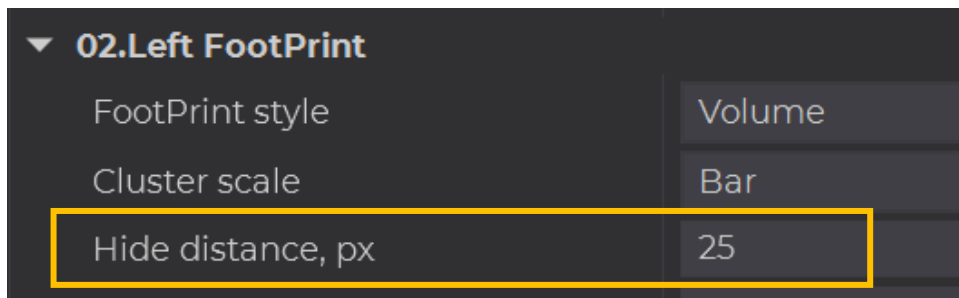 02.Left FootPrint
FootPrint style Volume
Cluster scale Bar
Hide distance, px 25